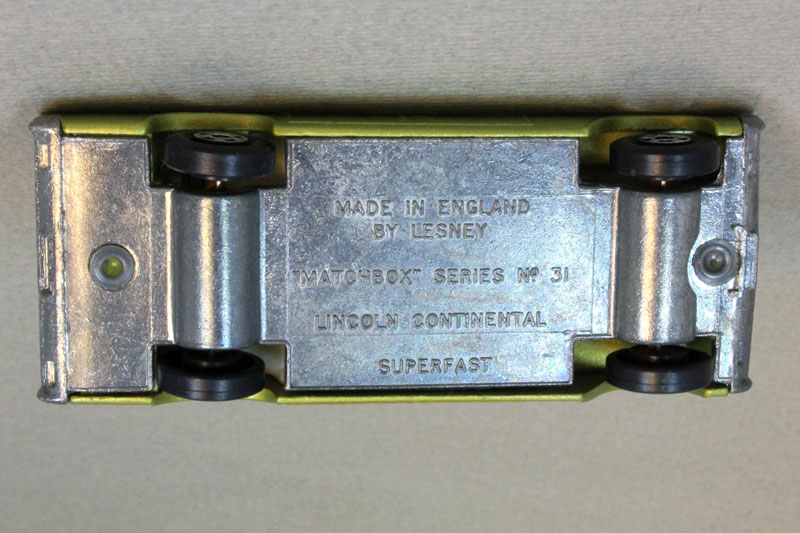 MADE IN ENGLAND
BY LESNEY
"MATCHBOX" SERIES Nº 31
LINCOLN CONTINENTAL
SUPERFAST